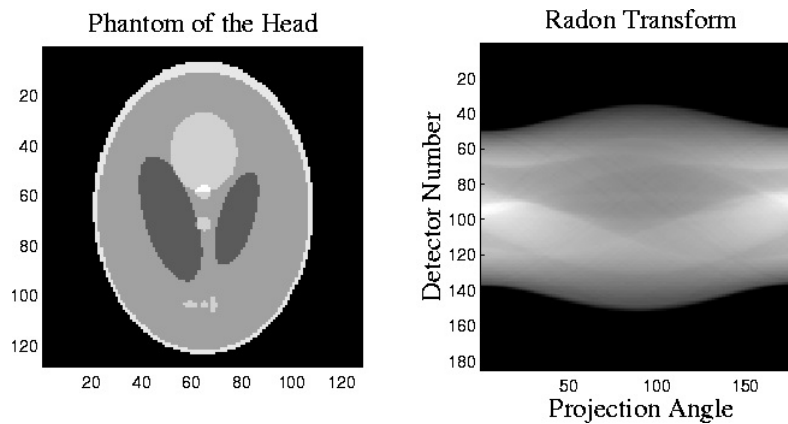 Phantom of the Head
20
40
60
80
100
120
20 40 60 80 100 120
Radon Transform
Detector Number
20
40
60
80
100
120
140
160
180
50 100 150
Projection Angle